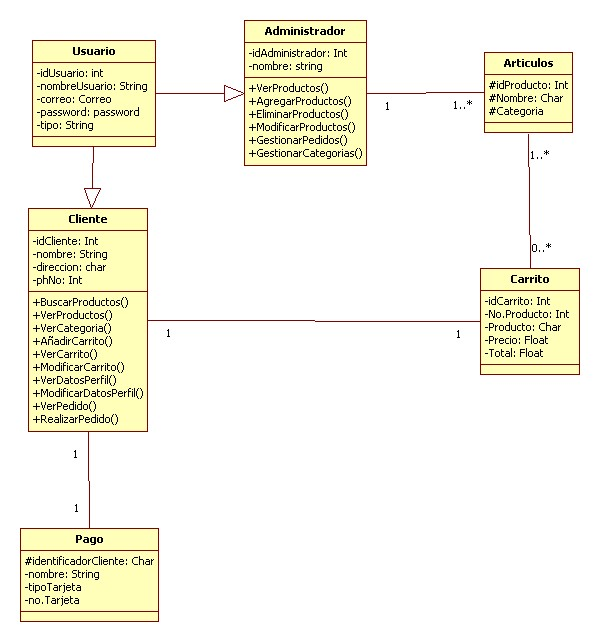 Usuario
-idUsuario: int
-nombreUsuario: String
-correo: Correo
-password: password
-tipo: String
Administrador
-idAdministrador: Int
-nombre: string
+VerProductos()
+AgregarProductos()
+EliminarProductos()
+ModificarProductos()
+GestionarPedidos()
+GestionarCategorias()
1
1..*
Articulos
#idProducto: Int
#Nombre: Char
#Categoria
1..*
0..*
Cliente
-idCliente: Int
-nombre: String
-direccion: char
-phNo: Int
+BuscarProductos()
+VerProductos()
+VerCategoria()
+AñadirCarrito()
+VerCarrito()
+ModificarCarrito()
+VerDatosPerfil()
+ModificarDatosPerfil()
+VerPedido()
+RealizarPedido()
1
1
Carrito
-idCarrito: Int
-No.Producto: Int
-Producto: Char
-Precio: Float
-Total: Float
1
1
Pago
#identificadorCliente: Char
-nombre: String
-tipoTarjeta
-no.Tarjeta